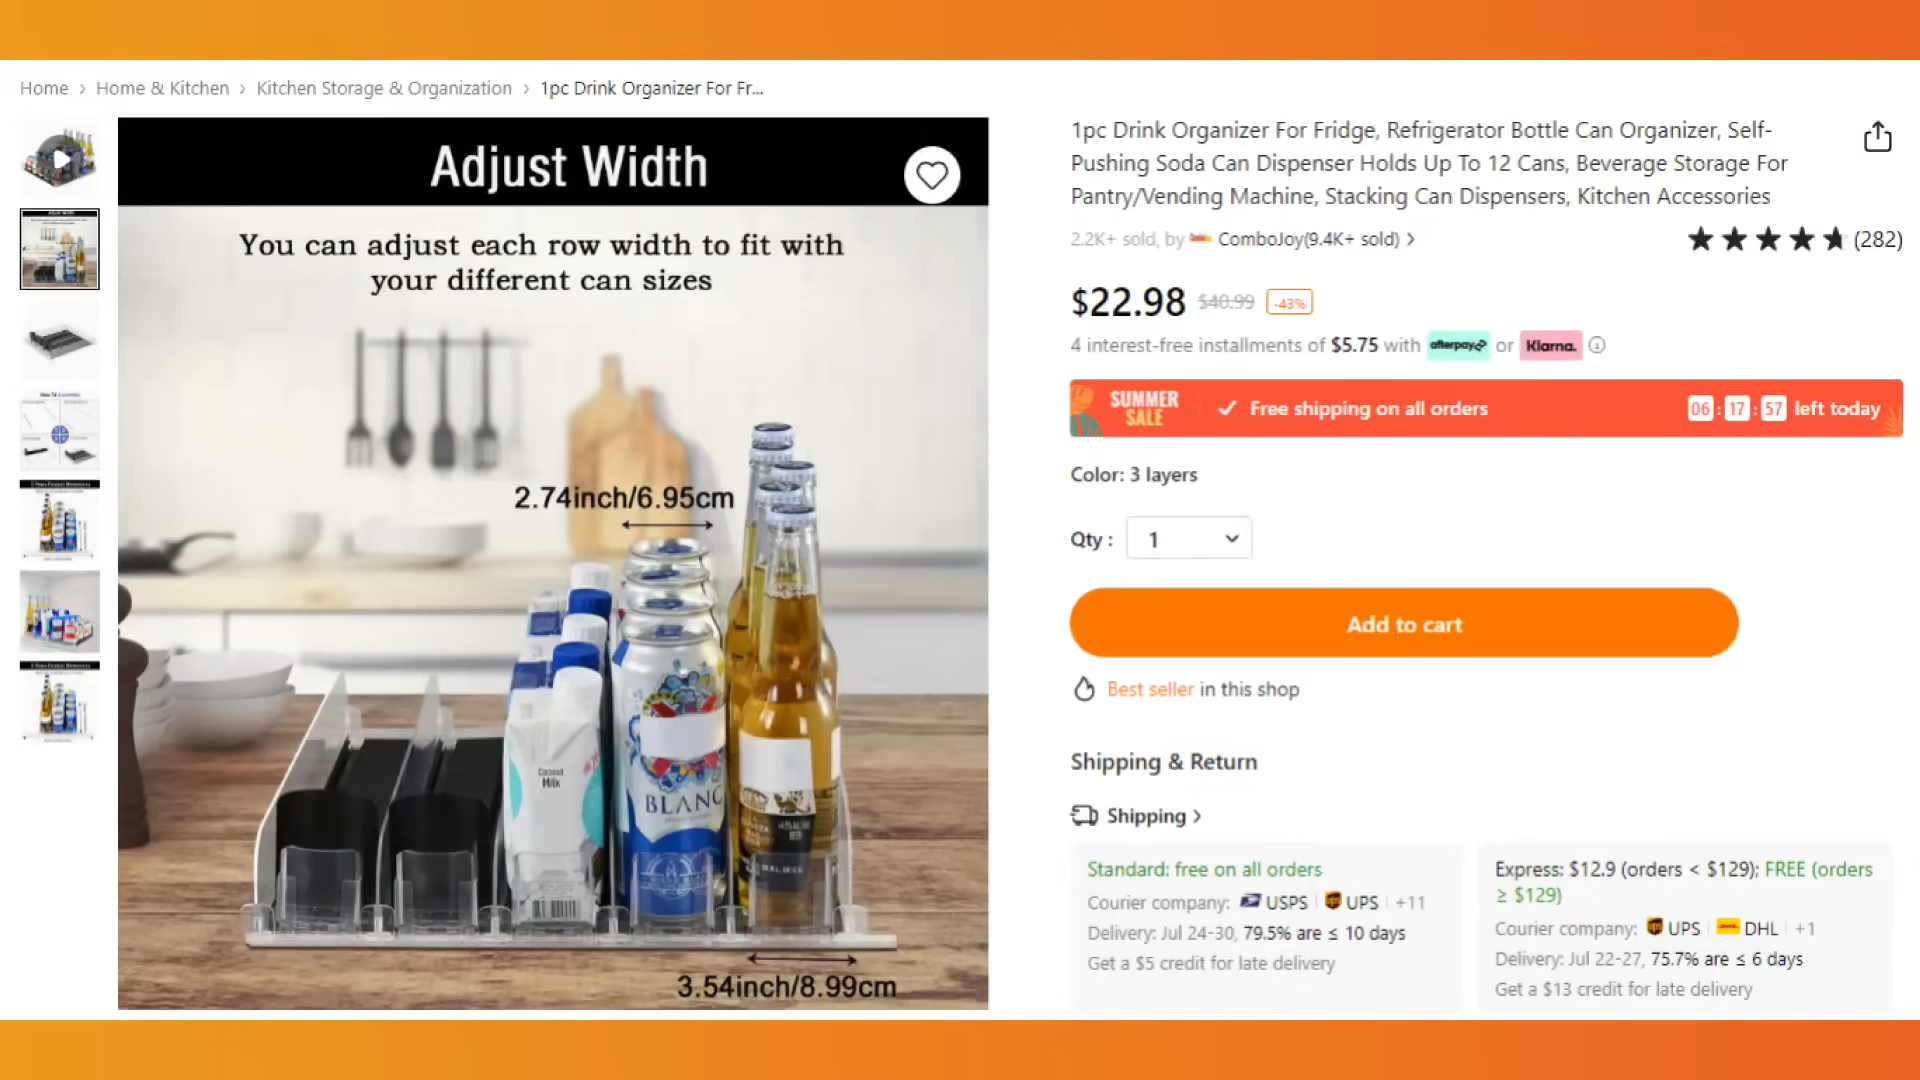 Home > Home & Kitchen > Kitchen Storage & Organization > 1pc Drink Organizer For Fr...
Adjust Width
You can adjust each row width to fit with
your different can sizes
2.74inch/6.95cm
Coconut
Milk
BLANC
3.54inch/8.99cm
1pc Drink Organizer For Fridge, Refrigerator Bottle Can Organizer, Self-
Pushing Soda Can Dispenser Holds Up To 12 Cans, Beverage Storage For
Pantry/Vending Machine, Stacking Can Dispensers, Kitchen Accessories
2.2K+ sold, by ComboJoy(9.4K+ sold) >
(282)
$22.98 $40.99 -43%
4 interest-free installments of $5.75 with afterpay or Klarna.
SUMMER
SALE
Free shipping on all orders
06 : 17 : 57 left today
Color: 3 layers
Qty : 1
Add to cart
Best seller in this shop
Shipping & Return
Shipping >
Standard: free on all orders
Courier company: USPS | UPS | +11
Delivery: Jul 24-30, 79.5% are ≤ 10 days
Get a $5 credit for late delivery
Express: $12.9 (orders < $129); FREE (orders
≥ $129)
Courier company: UPS | DHL | +1
Delivery: Jul 22-27, 75.7% are ≤ 6 days
Get a $13 credit for late delivery